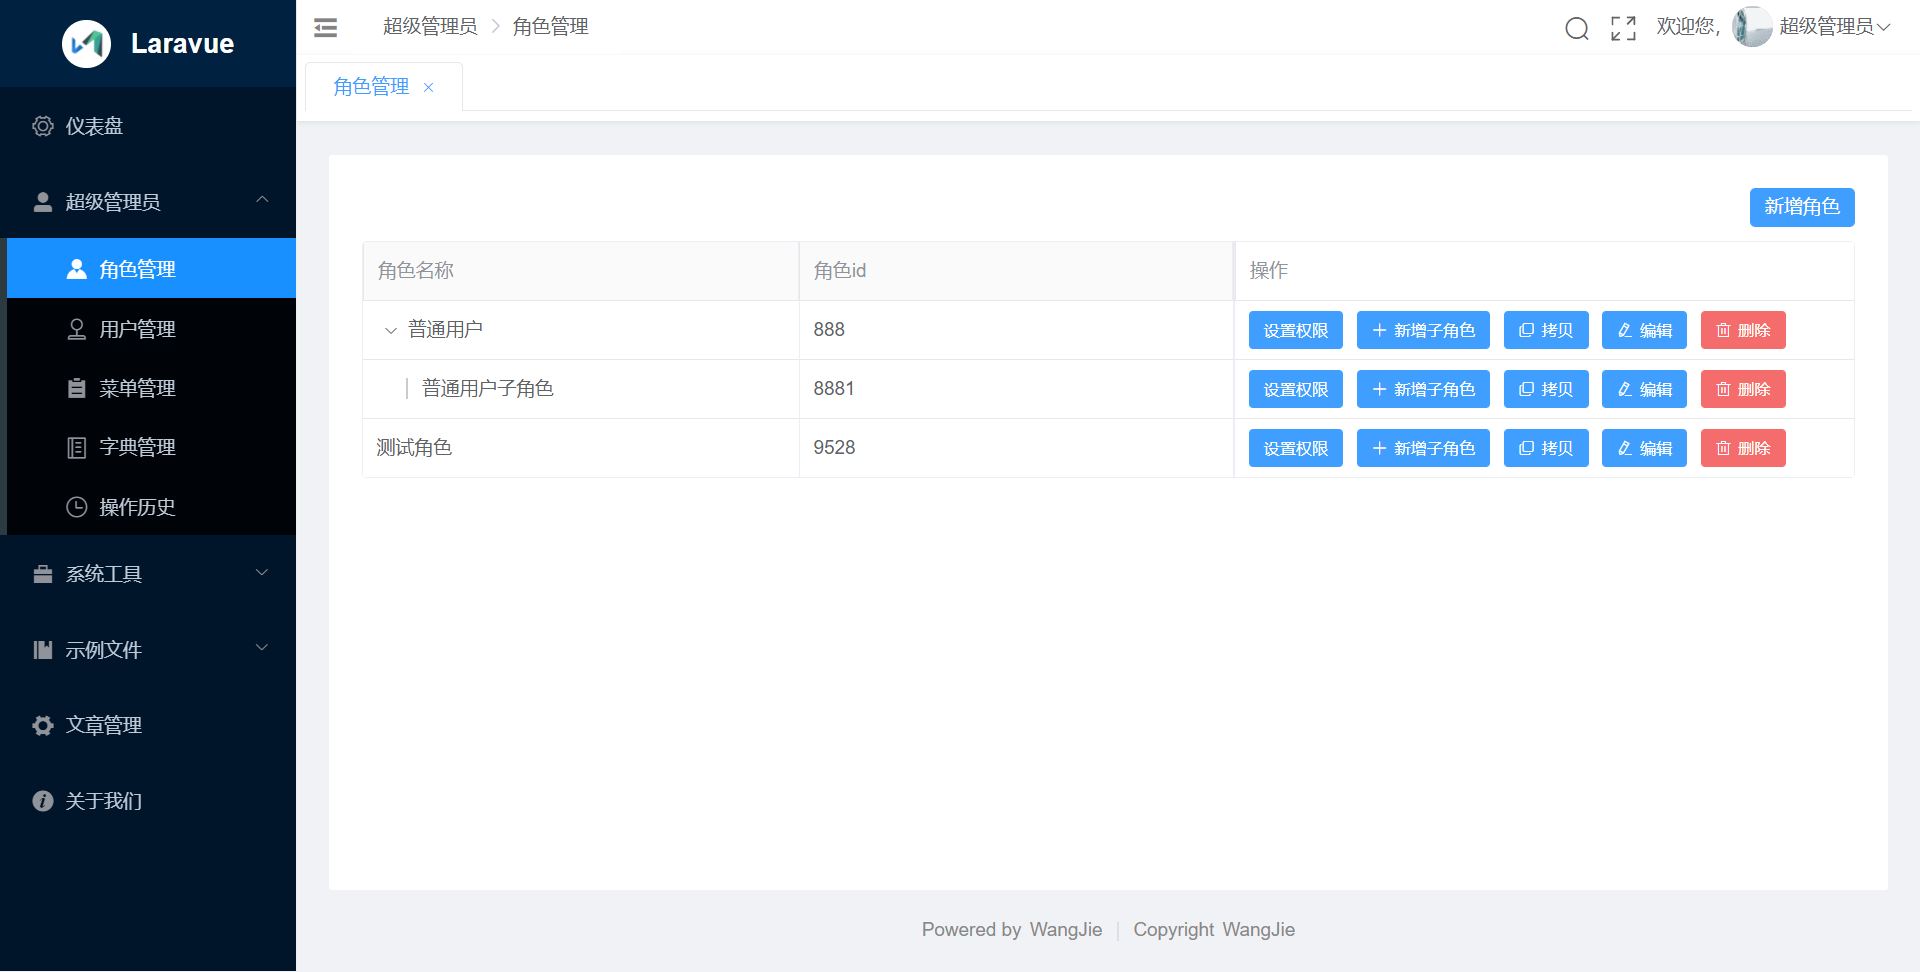 Laravue
仪表盘
超级管理员
角色管理
用户管理
菜单管理
字典管理
操作历史
系统工具
示例文件
文章管理
关于我们
超级管理员 角色管理
欢迎您, 超级管理员
角色管理
新增角色
角色名称 角色id 操作
普通用户 888 设置权限 新增子角色 拷贝 编辑 删除
普通用户子角色 8881 设置权限 新增子角色 拷贝 编辑 删除
测试角色 9528 设置权限 新增子角色 拷贝 编辑 删除
Powered by WangJie Copyright WangJie